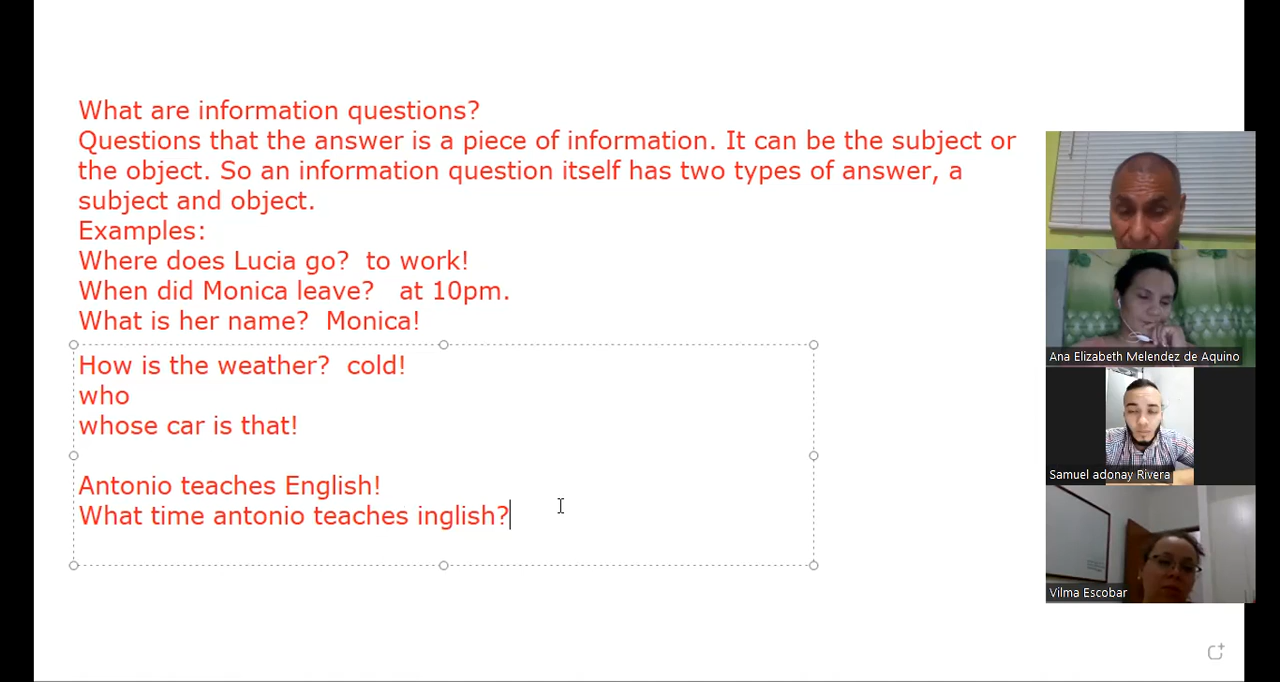 What are information questions?
Questions that the answer is a piece of information. It can be the subject or
the object. So an information question itself has two types of answer, a
subject and object.
Examples:
Where does Lucia go?  to work!
When did Monica leave?   at 10pm.
What is her name?  Monica!
How is the weather?  cold!
who
whose car is that!
Antonio teaches English!
What time antonio teaches inglish?
Ana Elizabeth Melendez de Aquino
Samuel adonay Rivera
Vilma Escobar